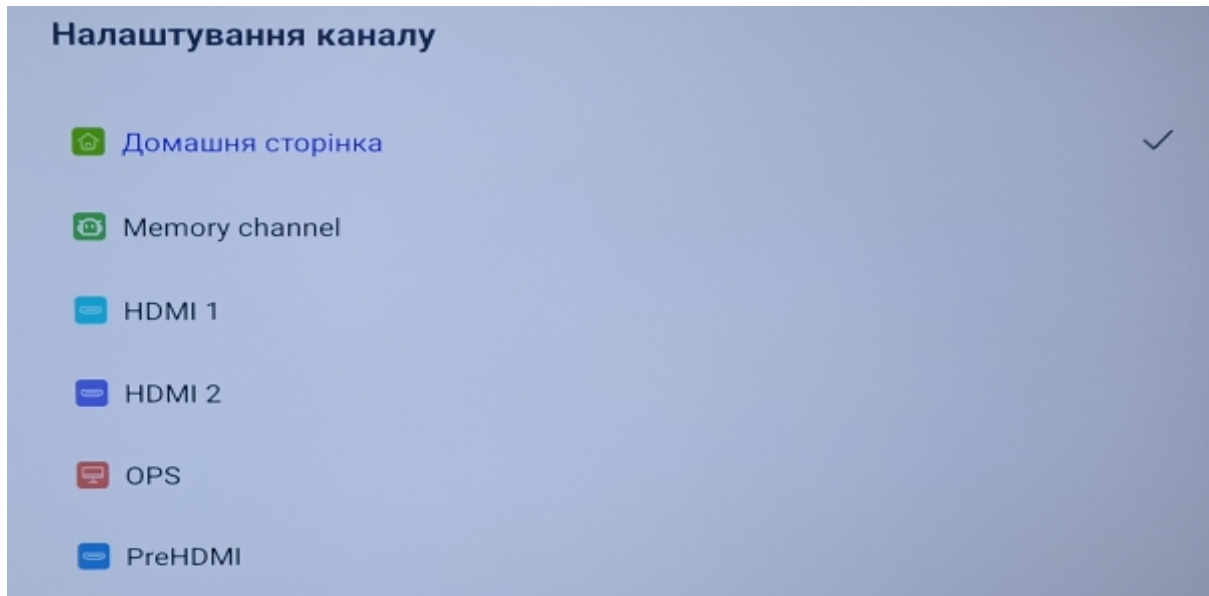 Налаштування каналу
Домашня сторінка
Memory channel
HDMI 1
HDMI 2
OPS
PreHDMI